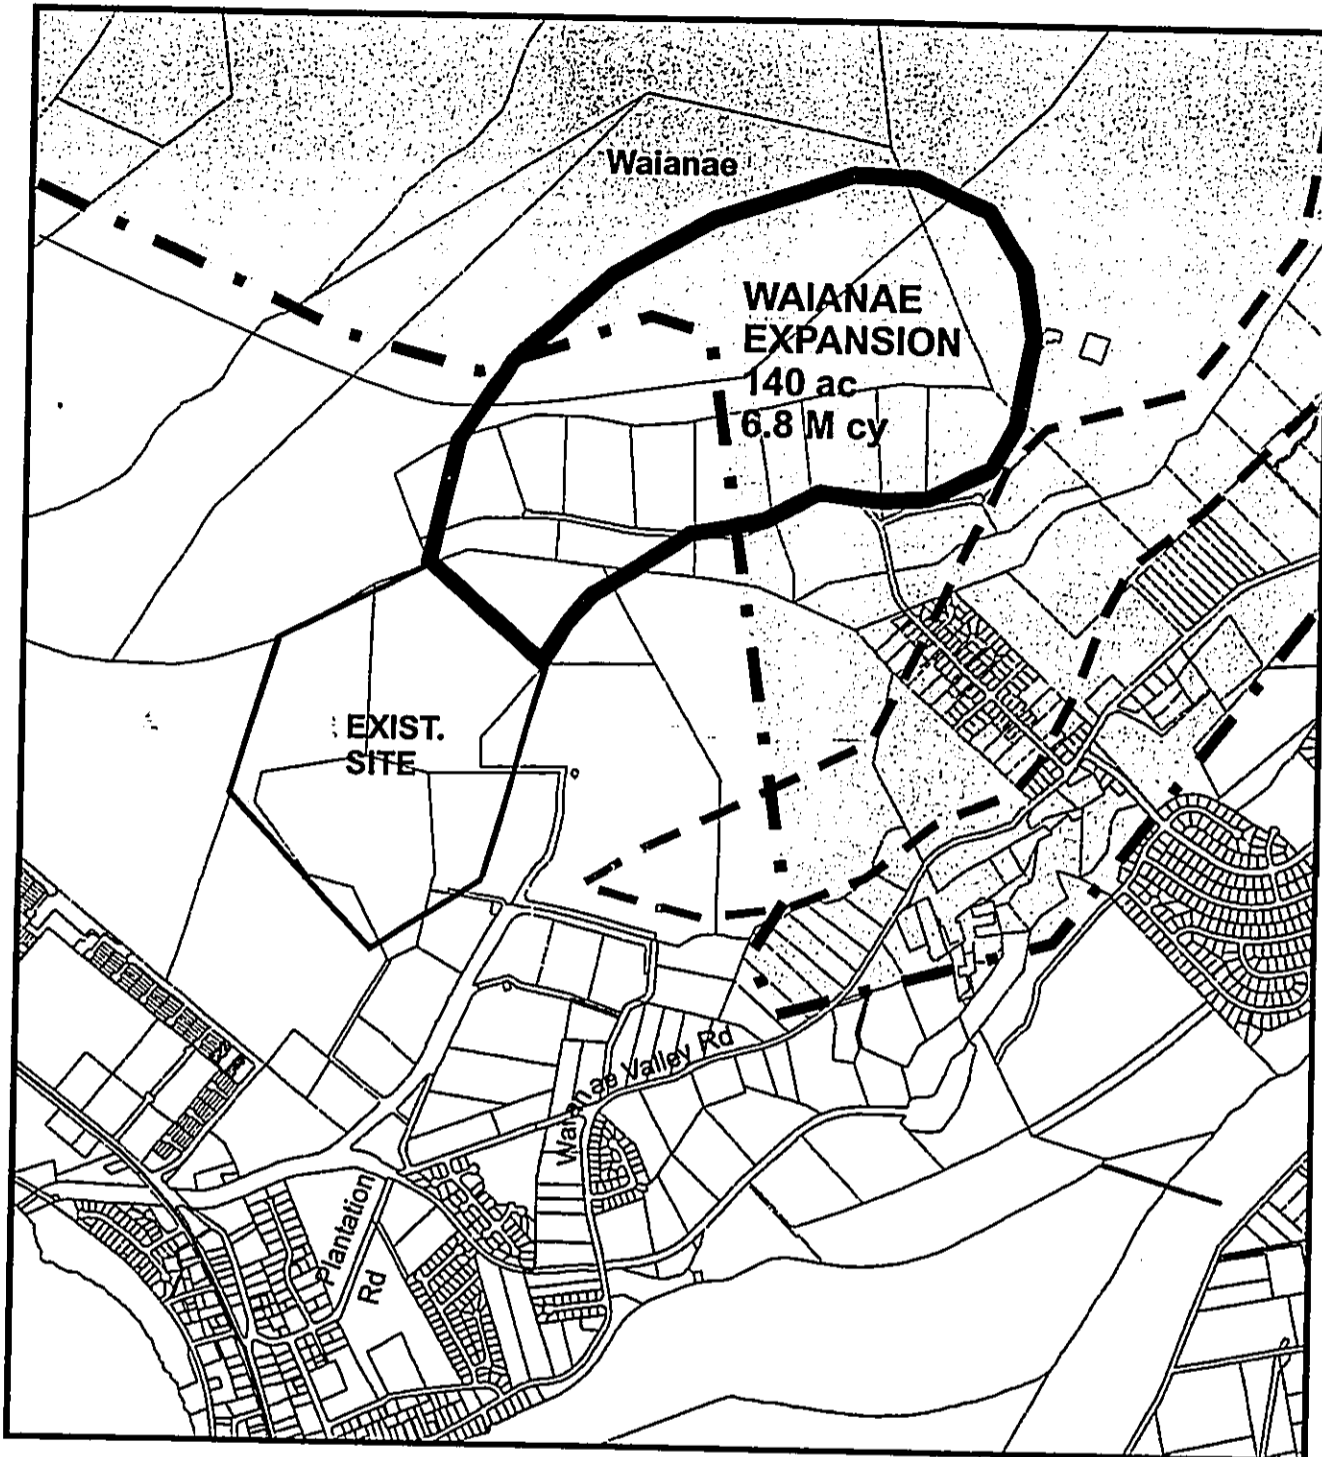 Waianae
WAIANAE
EXPANSION
140 ac
6.8 M cy
EXIST.
SITE
Waianae Valley Rd
Plantation
Rd